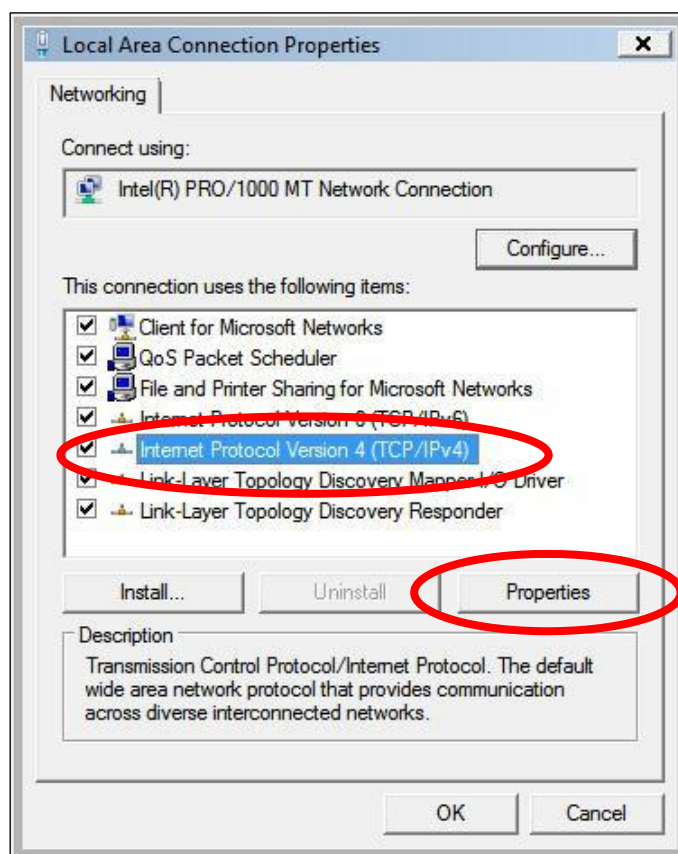 Local Area Connection Properties
Networking
Connect using:
Intel(R) PRO/1000 MT Network Connection
Configure...
This connection uses the following items:
Client for Microsoft Networks
QoS Packet Scheduler
File and Printer Sharing for Microsoft Networks
Internet Protocol Version 6 (TCP/IPv6)
Internet Protocol Version 4 (TCP/IPv4)
Link-Layer Topology Discovery Mapper I/O Driver
Link-Layer Topology Discovery Responder
Install... Uninstall Properties
Description
Transmission Control Protocol/Internet Protocol. The default
wide area network protocol that provides communication
across diverse interconnected networks.
OK Cancel